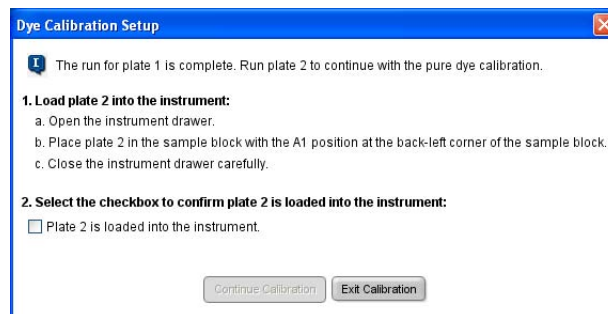 Dye Calibration Setup
The run for plate 1 is complete. Run plate 2 to continue with the pure dye calibration.
1. Load plate 2 into the instrument:
a. Open the instrument drawer.
b. Place plate 2 in the sample block with the A1 position at the back-left corner of the sample block.
c. Close the instrument drawer carefully.
2. Select the checkbox to confirm plate 2 is loaded into the instrument:
Plate 2 is loaded into the instrument.
Continue Calibration Exit Calibration